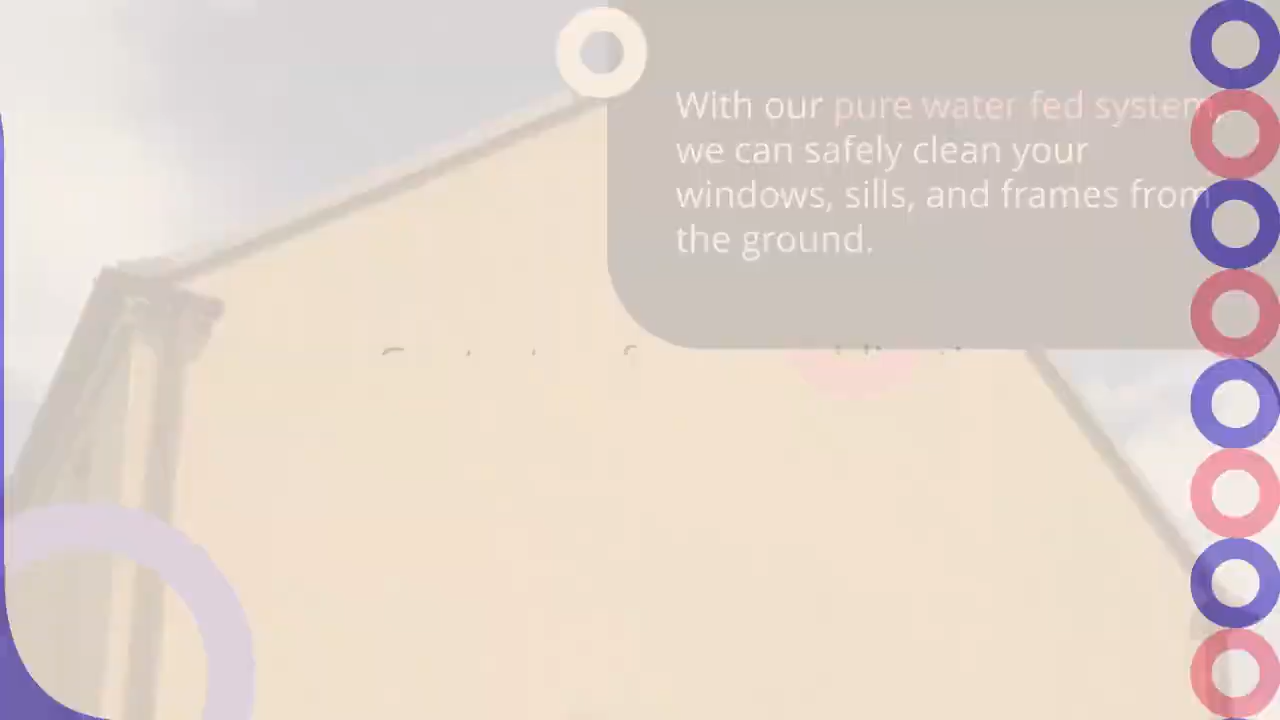 With our pure water fed system,
we can safely clean your
windows, sills, and frames from
the ground.